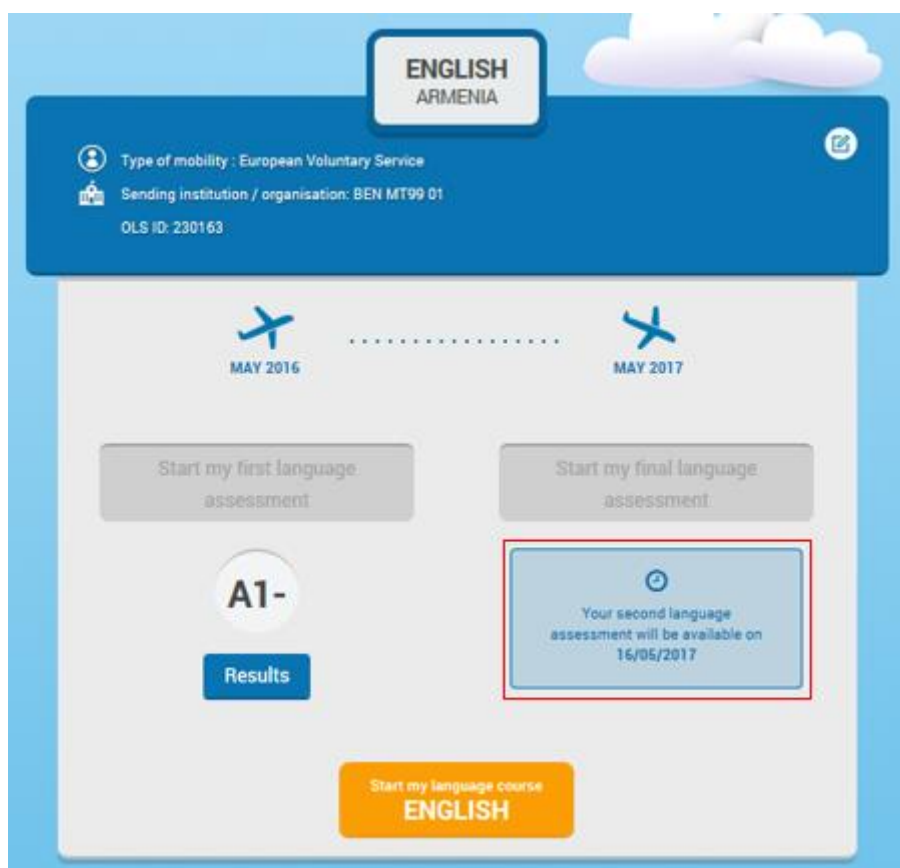 ENGLISH
ARMENIA
Type of mobility : European Voluntary Service
Sending institution / organisation: BEN MT99 01
OLS ID: 230163
MAY 2016
MAY 2017
Start my first language
assessment
Start my final language
assessment
A1-
Results
Your second language
assessment will be available on
16/05/2017
Start my language course
ENGLISH